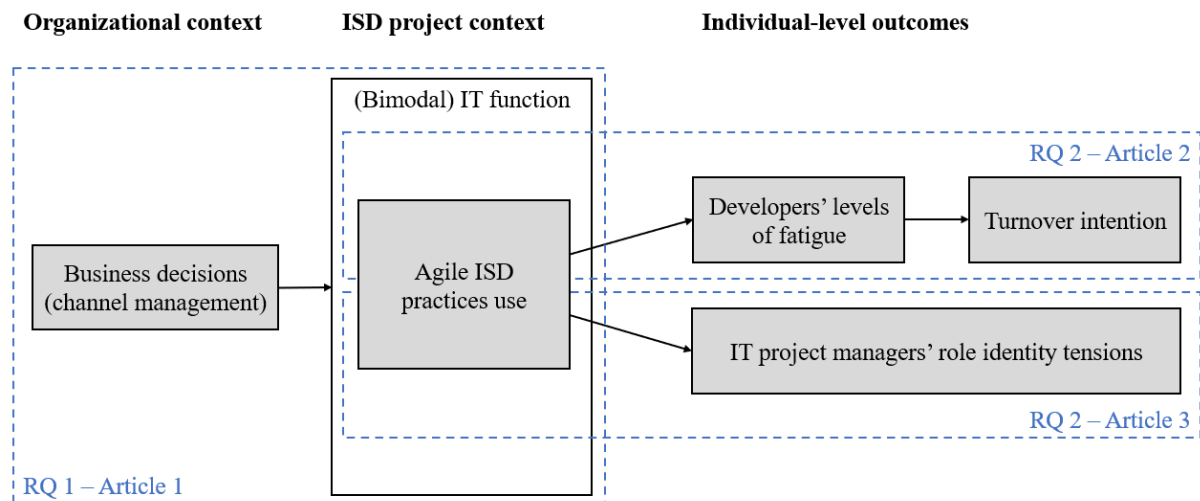 Organizational context
ISD project context
Individual-level outcomes
(Bimodal) IT function
RQ 2 – Article 2
Developers’ levels
of fatigue
Turnover intention
Business decisions
(channel management)
Agile ISD
practices use
IT project managers’ role identity tensions
RQ 2 – Article 3
RQ 1 – Article 1